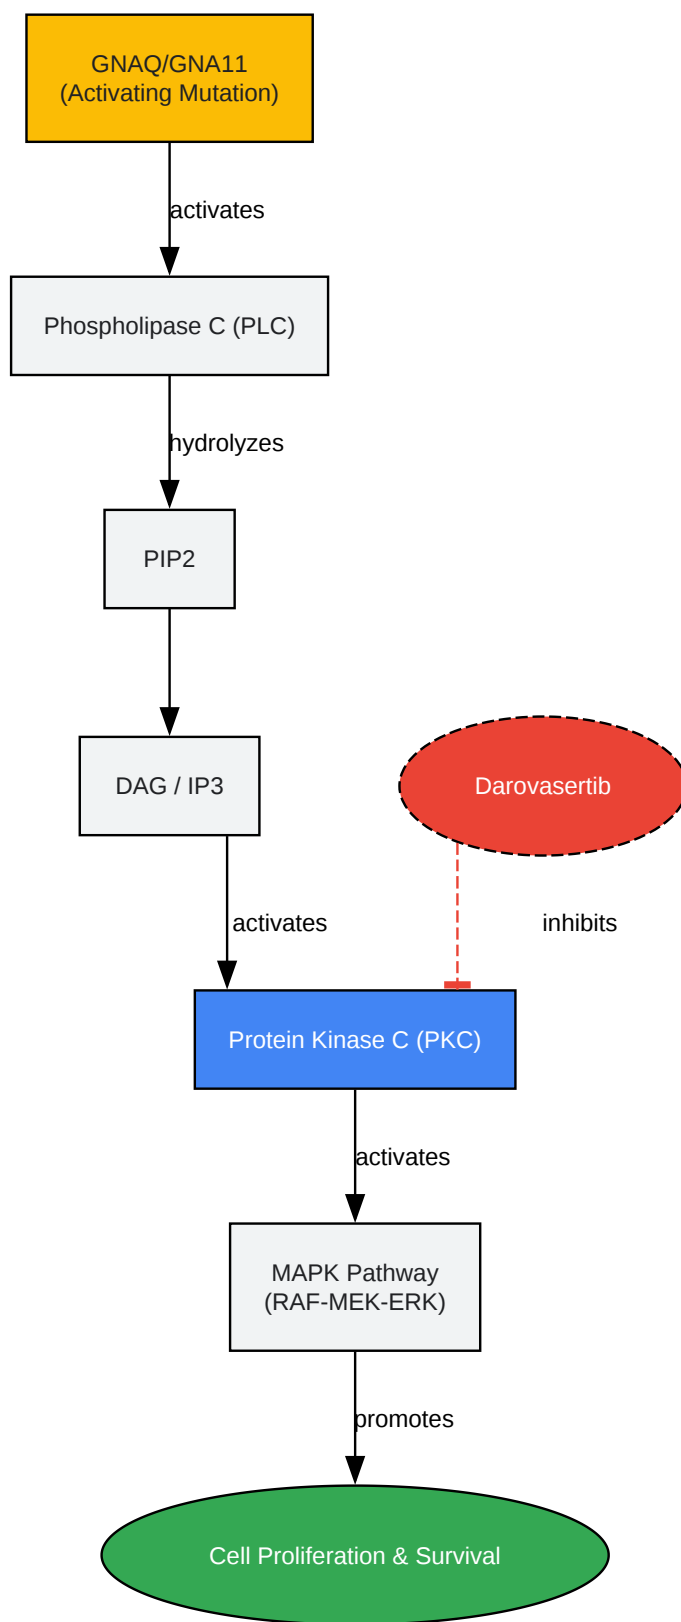 GNAQ/GNA11
(Activating Mutation)
activates
Phospholipase C (PLC)
hydrolyzes
PIP2
DAG / IP3
Darovasertib
activates
inhibits
Protein Kinase C (PKC)
activates
MAPK Pathway
(RAF-MEK-ERK)
promotes
Cell Proliferation & Survival